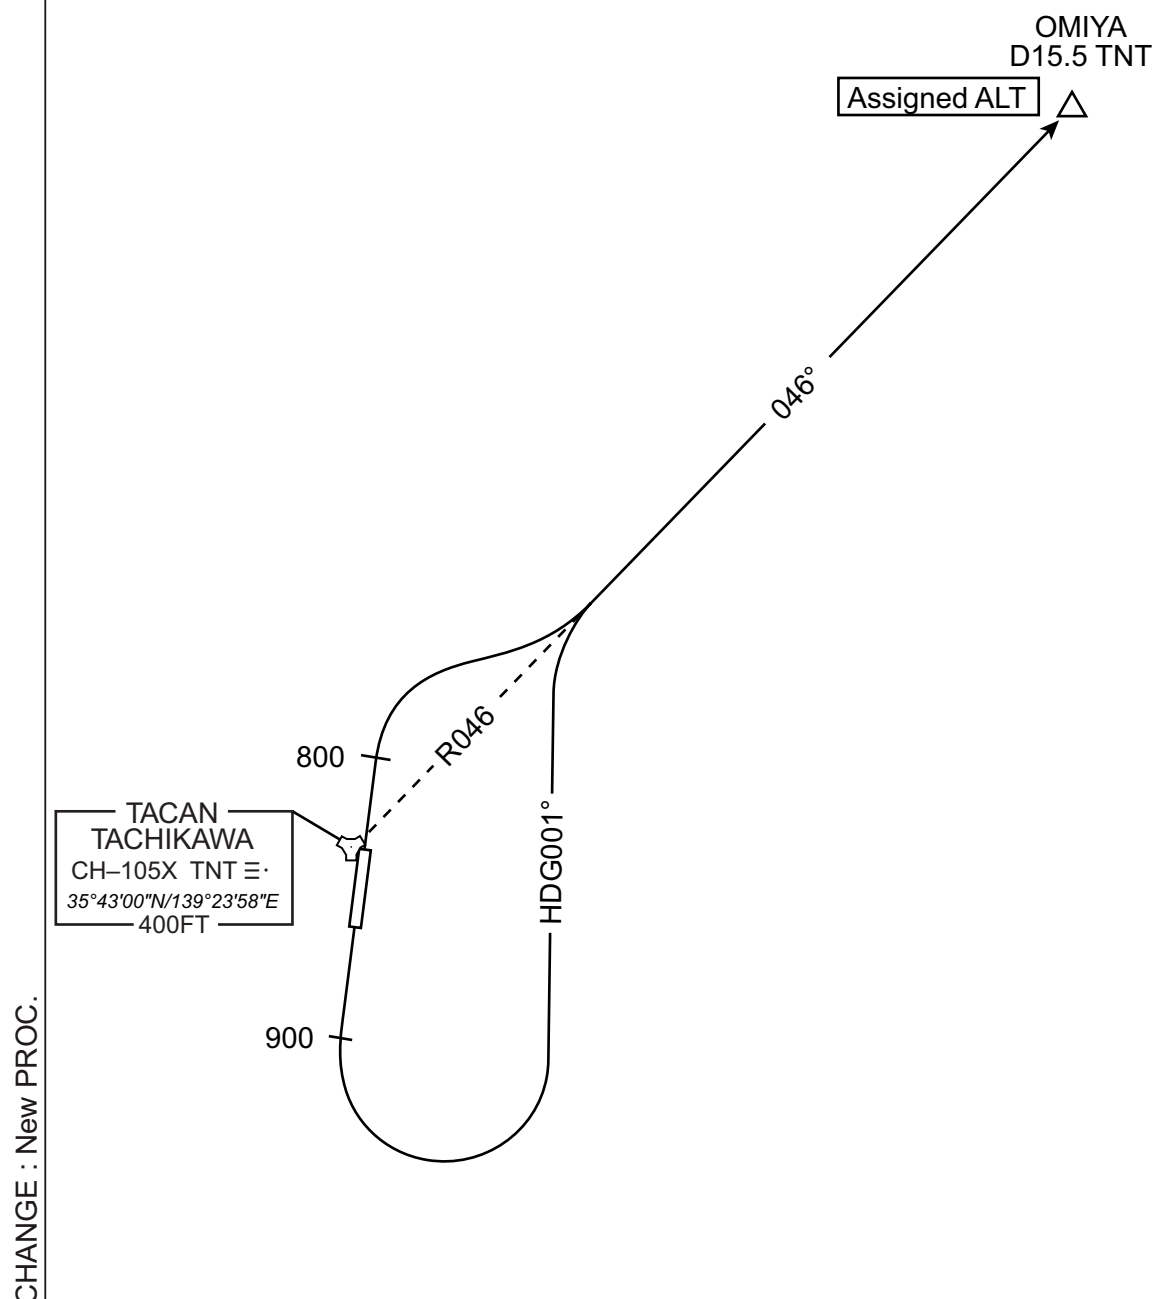 OMIYA
D15.5 TNT
Assigned ALT
046°
R046
800
TACAN
TACHIKAWA
CH–105X TNT
35°43'00"N/139°23'58"E
400FT
HDG001°
900
CHANGE : New PROC.